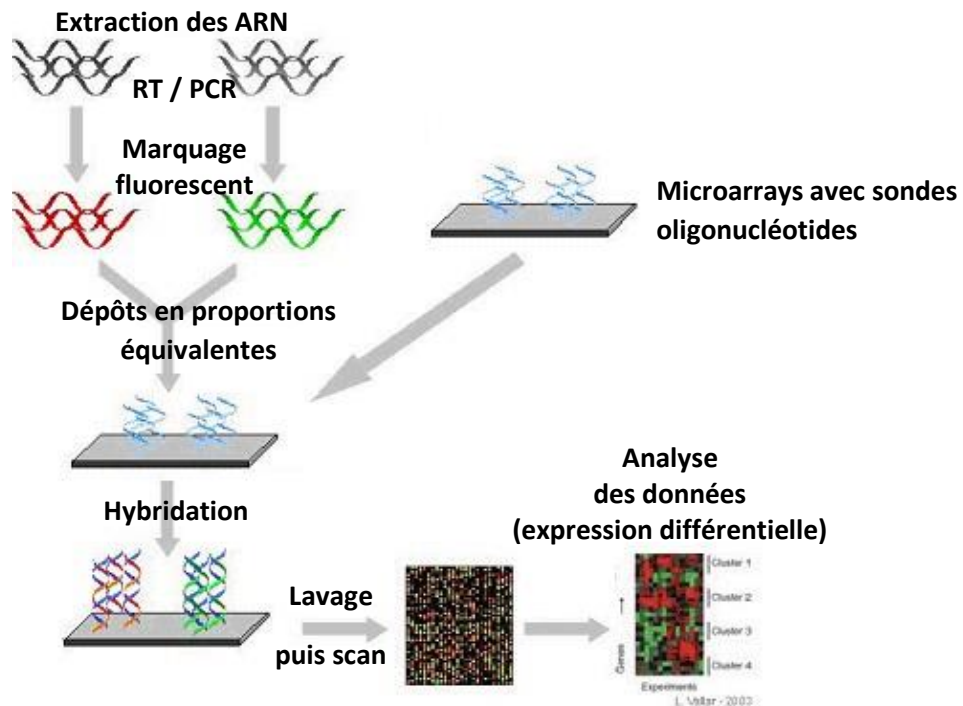 Extraction des ARN
RT / PCR
Marquage
fluorescent
Microarrays avec sondes
oligonucléotides
Dépôts en proportions
équivalentes
Hybridation
Lavage
puis scan
Analyse
des données
(expression différentielle)
Cluster 1
Cluster 2
Cluster 3
Cluster 4
Genes
Experiments
L. Vallar - 2003